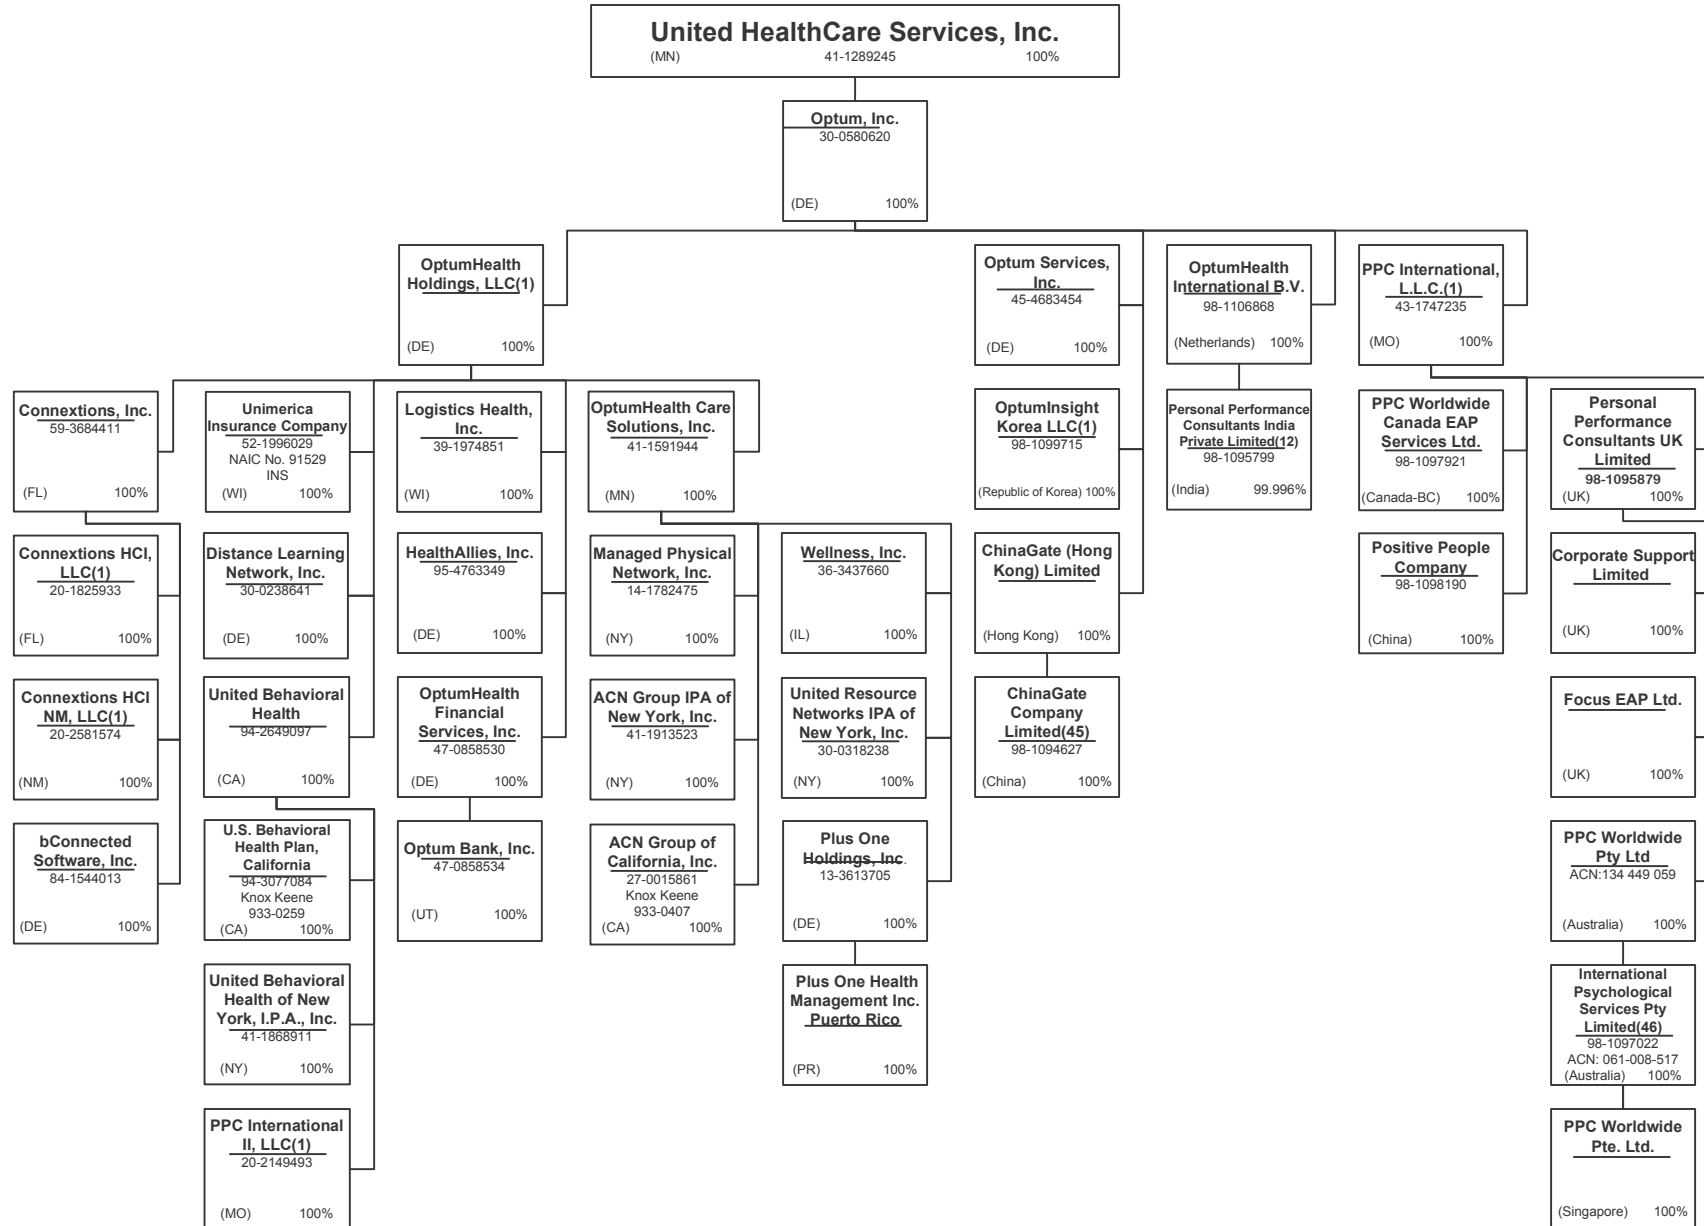 United HealthCare Services, Inc.
(MN) 41-1289245 100%
Optum, Inc.
30-0580620
(DE) 100%
OptumHealth
Holdings, LLC(1)
(DE) 100%
Optum Services,
Inc.
45-4683454
(DE) 100%
OptumHealth
International B.V.
98-1106868
(Netherlands) 100%
PPC International,
L.L.C.(1)
43-1747235
(MO) 100%
Connextions, Inc.
59-3684411
(FL) 100%
Unimerica
Insurance Company
52-1996029
NAIC No. 91529
INS
(WI) 100%
Logistics Health,
Inc.
39-1974851
(WI) 100%
OptumHealth Care
Solutions, Inc.
41-1591944
(MN) 100%
OptumInsight
Korea LLC(1)
98-1099715
(Republic of Korea) 100%
Personal Performance
Consultants India
Private Limited(12)
98-1095799
(India) 99.996%
PPC Worldwide
Canada EAP
Services Ltd.
98-1097921
(Canada-BC) 100%
Personal
Performance
Consultants UK
Limited
98-1095879
(UK) 100%
Connextions HCI,
LLC(1)
20-1825933
(FL) 100%
Distance Learning
Network, Inc.
30-0238641
(DE) 100%
HealthAllies, Inc.
95-4763349
(DE) 100%
Managed Physical
Network, Inc.
14-1782475
(NY) 100%
Wellness, Inc.
36-3437660
(IL) 100%
ChinaGate (Hong
Kong) Limited
(Hong Kong) 100%
Positive People
Company
98-1098190
(China) 100%
Corporate Support
Limited
(UK) 100%
Connextions HCI
NM, LLC(1)
20-2581574
(NM) 100%
United Behavioral
Health
94-2649097
(CA) 100%
OptumHealth
Financial
Services, Inc.
47-0858530
(DE) 100%
ACN Group IPA of
New York, Inc.
41-1913523
(NY) 100%
United Resource
Networks IPA of
New York, Inc.
30-0318238
(NY) 100%
ChinaGate
Company
Limited(45)
98-1094627
(China) 100%
Focus EAP Ltd.
(UK) 100%
bConnected
Software, Inc.
84-1544013
(DE) 100%
U.S. Behavioral
Health Plan,
California
94-3077084
Knox Keene
933-0259
(CA) 100%
Optum Bank, Inc.
47-0858534
(UT) 100%
ACN Group of
California, Inc.
27-0015861
Knox Keene
933-0407
(CA) 100%
Plus One
Holdings, Inc.
13-3613705
(DE) 100%
PPC Worldwide
Pty Ltd
ACN:134 449 059
(Australia) 100%
United Behavioral
Health of New
York, I.P.A., Inc.
41-1868911
(NY) 100%
Plus One Health
Management Inc.
Puerto Rico
(PR) 100%
International
Psychological
Services Pty
Limited(46)
98-1097022
ACN: 061-008-517
(Australia) 100%
PPC International
II, LLC(1)
20-2149493
(MO) 100%
PPC Worldwide
Pte. Ltd.
(Singapore) 100%